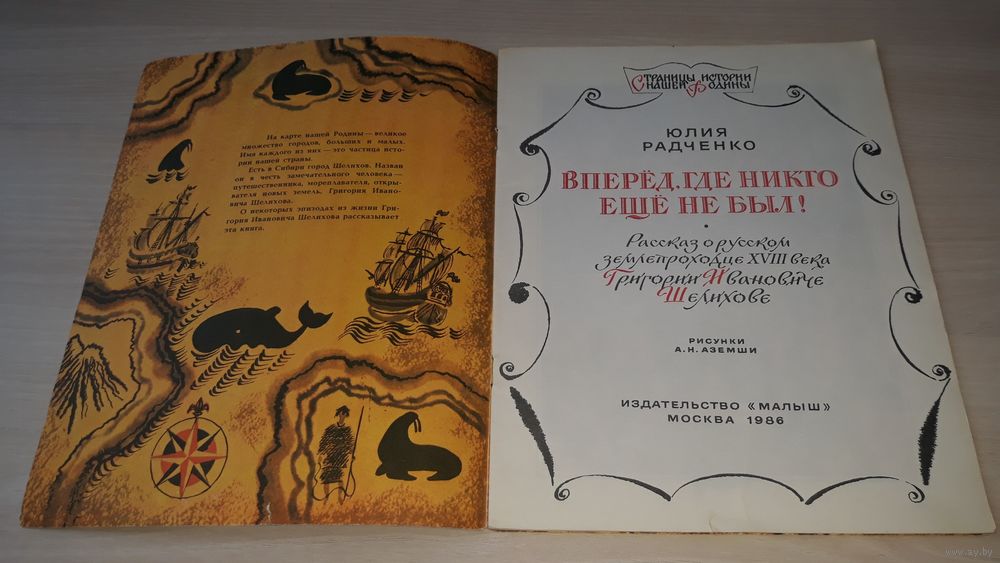 На карте нашей Родины — великое
множество городов, больших и малых.
Имя каждого из них — это частица исто-
рии нашей страны.
Есть в Сибири город Шелихов. Назван
он в честь замечательного человека —
путешественника, мореплавателя, откры-
вателя новых земель, Григория Ивано-
вича Шелихова.
О некоторых эпизодах из жизни Гри-
гория Ивановича Шелихова рассказывает
эта книга.
СТРАНИЦЫ ИСТОРИИ
НАШЕЙ РОДИНЫ
ЮЛИЯ
РАДЧЕНКО
ВПЕРЁД, ГДЕ НИКТО
ЕЩЁ НЕ БЫЛ!
Рассказ о русском
землепроходце XVIII века
Григории Ивановиче
Шелихове
РИСУНКИ
А.Н.АЗЕМШИ
ИЗДАТЕЛЬСТВО «МАЛЫШ»
МОСКВА 1986
www.ay.by